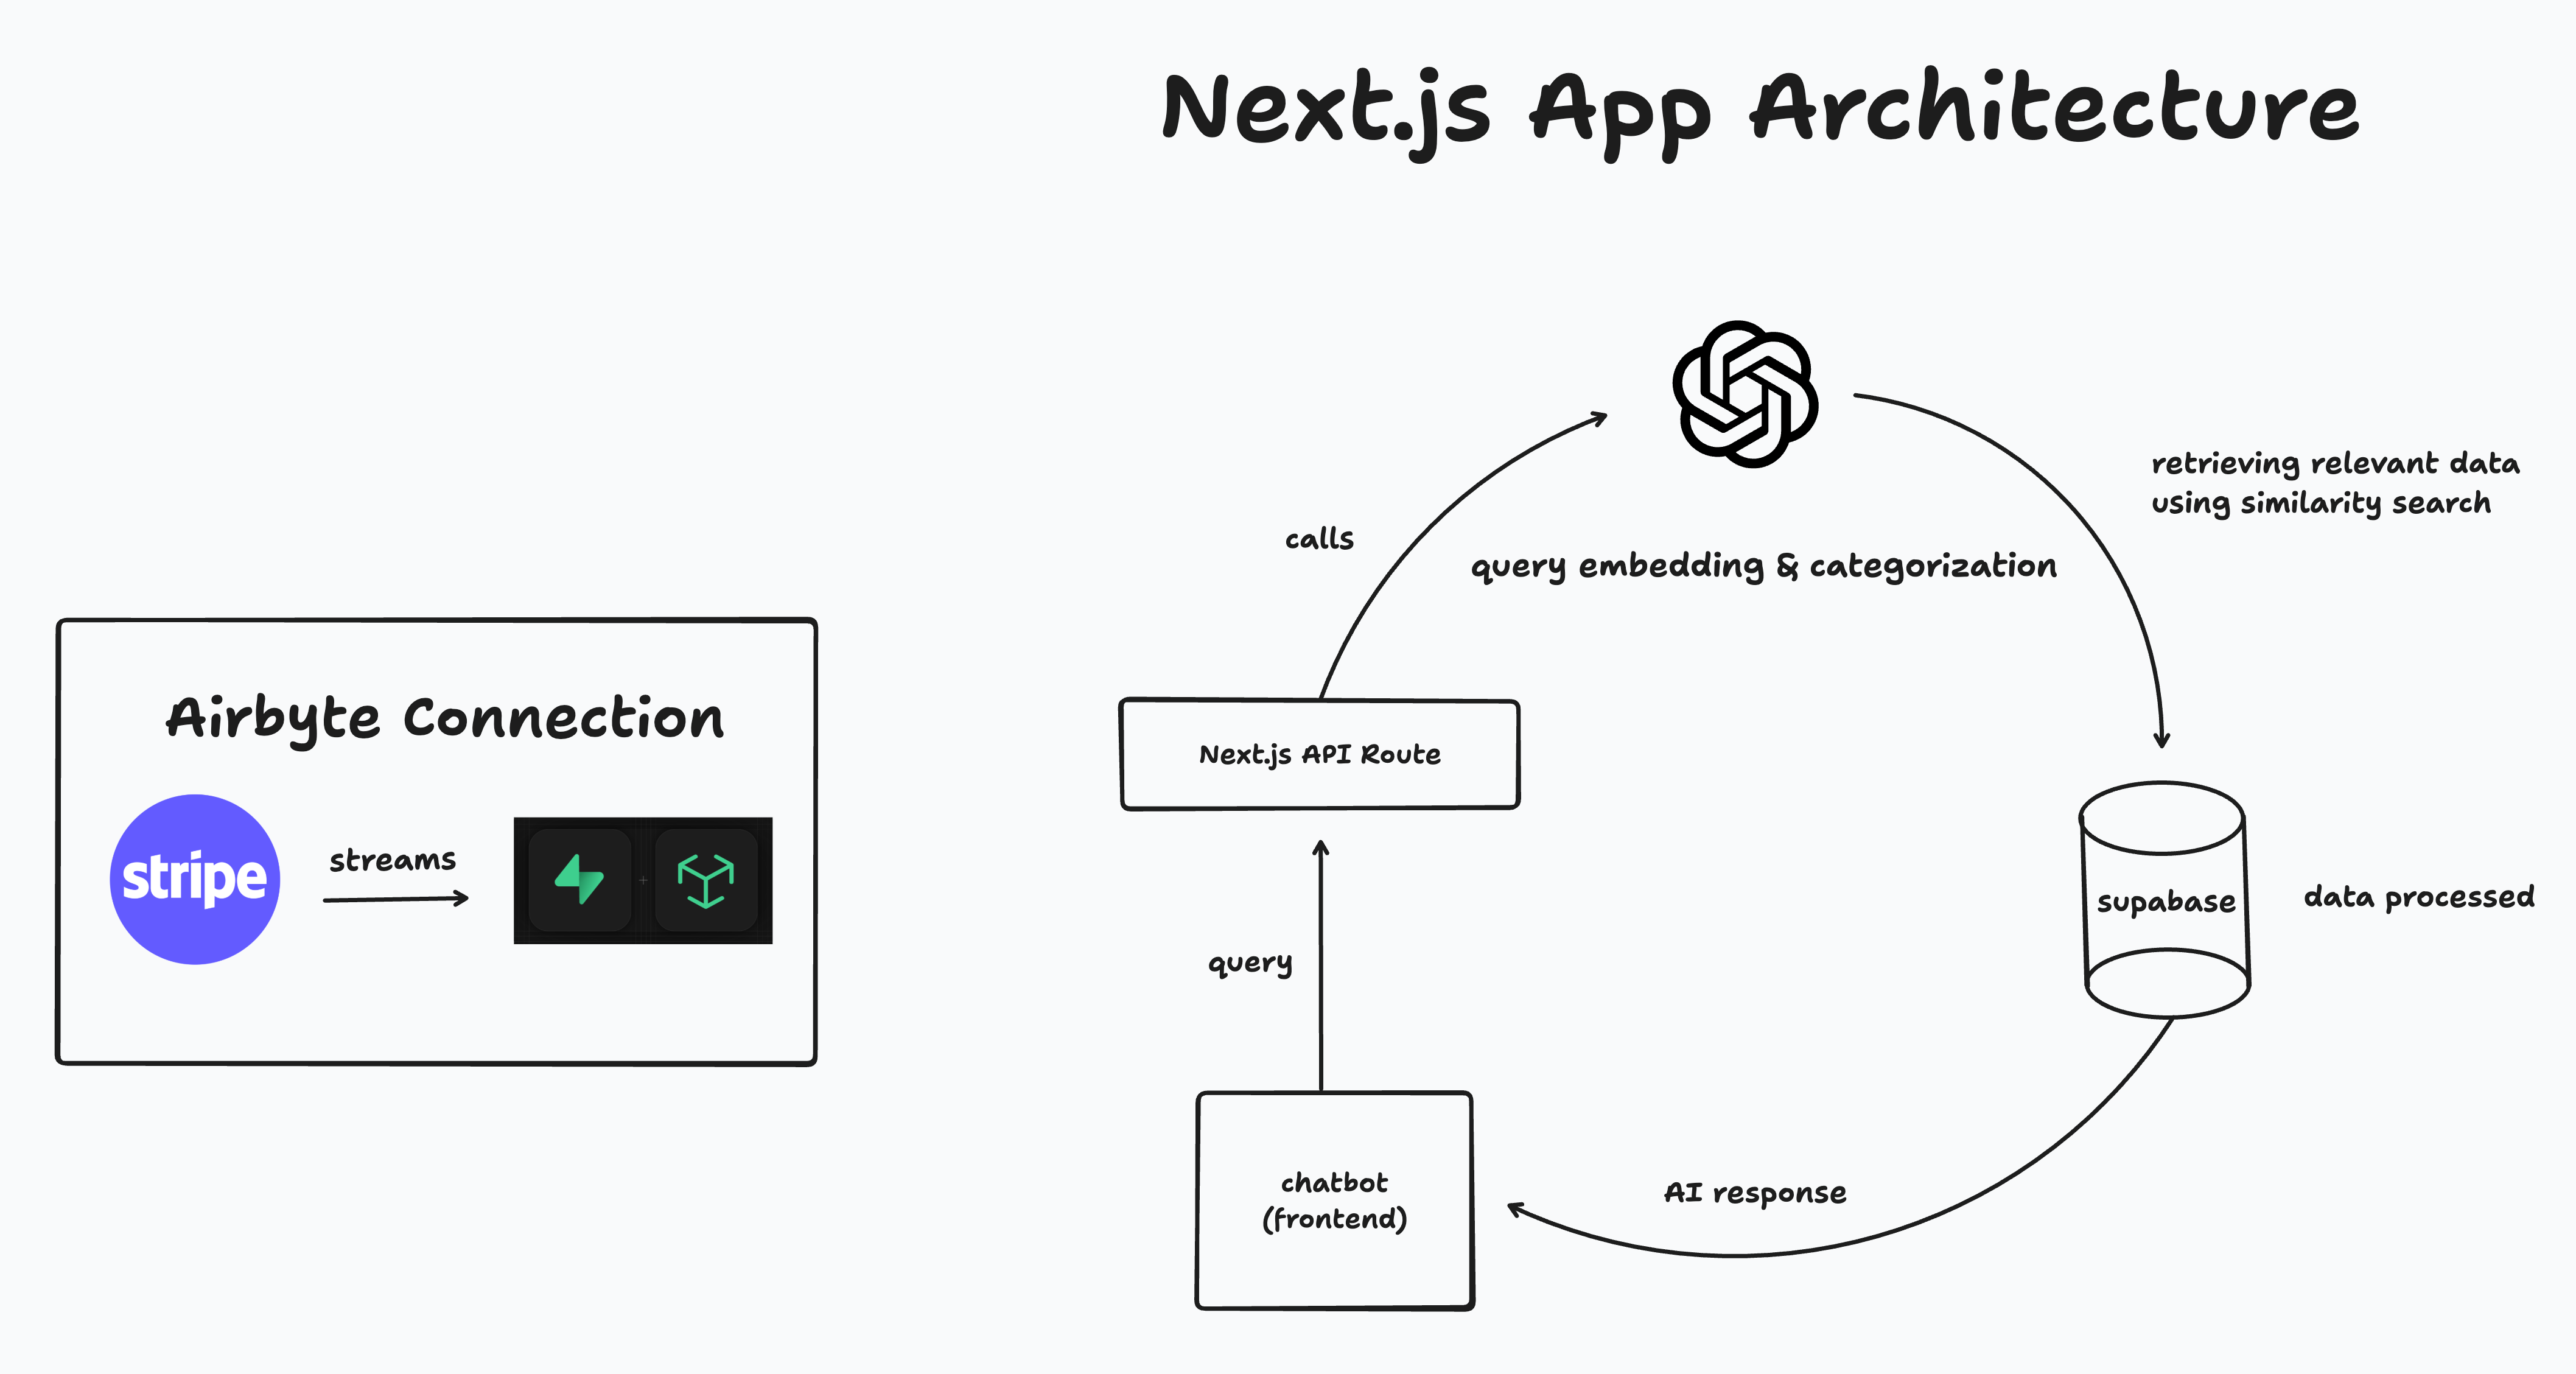 Next.js App Architecture
retrieving relevant data
using similarity search
calls
query embedding & categorization
Airbyte Connection
stripe
streams
Next.js API Route
supabase
data processed
query
chatbot
(frontend)
AI response